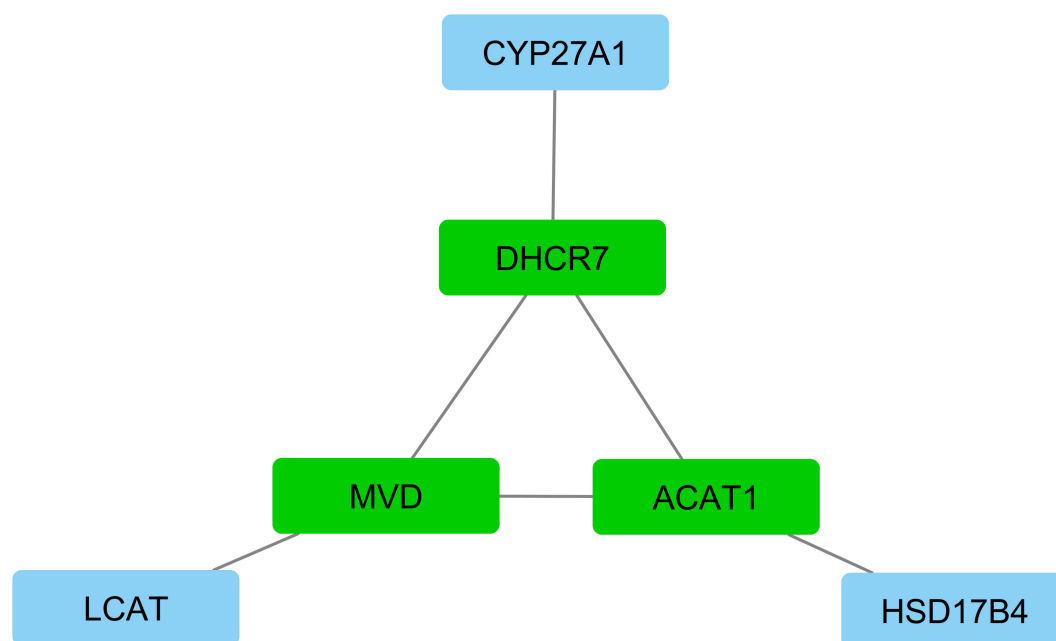 CYP27A1
DHCR7
MVD
ACAT1
LCAT
HSD17B4